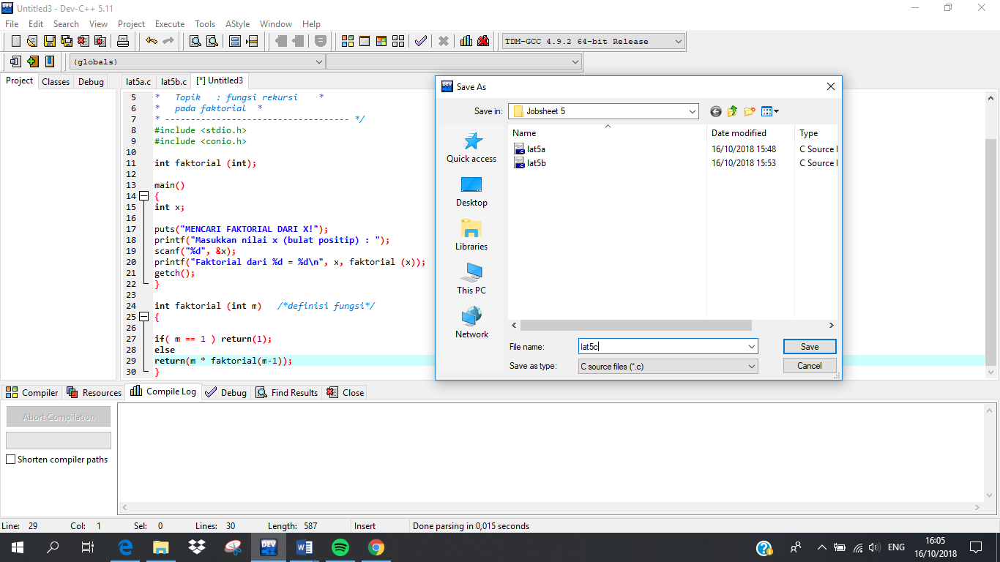 Untitled3 - Dev-C++ 5.11
File Edit Search View Project Execute Tools AStyle Window Help
TDM-GCC 4.9.2 64-bit Release
(globals)
Project Classes Debug
lat5a.c lat5b.c [*] Untitled3
5 * Topik : fungsi rekursi *
6 * pada faktorial *
7 * ------------------------------------ */
8 #include <stdio.h>
9 #include <conio.h>
10
11 int faktorial (int);
12
13 main()
14 {
15 int x;
16
17 puts("MENCARI FAKTORIAL DARI X!");
18 printf("Masukkan nilai x (bulat positip) : ");
19 scanf("%d", &x);
20 printf("Faktorial dari %d = %d\n", x, faktorial (x));
21 getch();
22 }
23
24 int faktorial (int m) /*definisi fungsi*/
25 {
26
27 if( m == 1 ) return(1);
28 else
29 return(m * faktorial(m-1));
30 }
Save As
Save in: Jobsheet 5
Name Date modified Type
lat5a 16/10/2018 15:48 C Source
lat5b 16/10/2018 15:53 C Source
Quick access
Desktop
Libraries
This PC
Network
File name: lat5c Save
Save as type: C source files (*.c) Cancel
Compiler Resources Compile Log Debug Find Results Close
Abort Compilation
Shorten compiler paths
Line: 29 Col: 1 Sel: 0 Lines: 30 Length: 587 Insert Done parsing in 0,015 seconds
DEV
ENG
16:05
16/10/2018